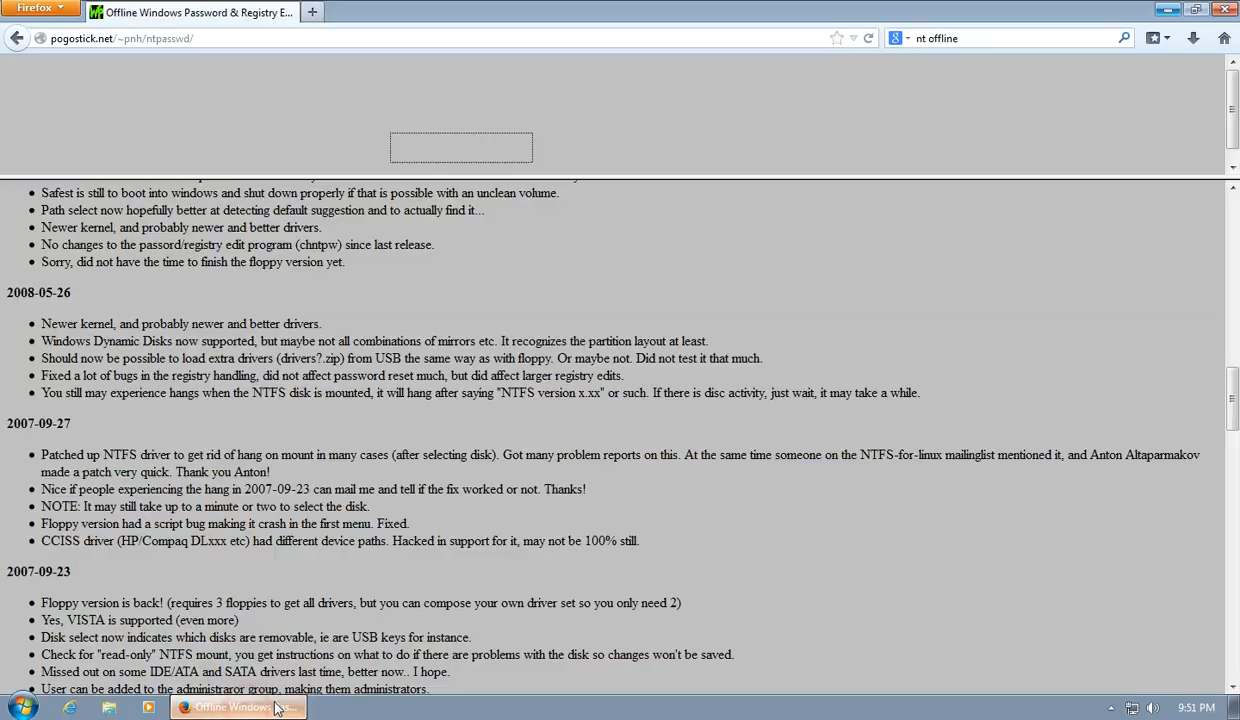 Firefox
Offline Windows Password & Registry E...
pogostick.net/~pnh/ntpasswd/
nt offline
Safest is still to boot into windows and shut down properly if that is possible with an unclean volume.
Path select now hopefully better at detecting default suggestion and to actually find it...
Newer kernel, and probably newer and better drivers.
No changes to the passord/registry edit program (chntpw) since last release.
Sorry, did not have the time to finish the floppy version yet.
2008-05-26
Newer kernel, and probably newer and better drivers.
Windows Dynamic Disks now supported, but maybe not all combinations of mirrors etc. It recognizes the partition layout at least.
Should now be possible to load extra drivers (drivers?.zip) from USB the same way as with floppy. Or maybe not. Did not test it that much.
Fixed a lot of bugs in the registry handling, did not affect password reset much, but did affect larger registry edits.
You still may experience hangs when the NTFS disk is mounted, it will hang after saying "NTFS version x.xx" or such. If there is disc activity, just wait, it may take a while.
2007-09-27
Patched up NTFS driver to get rid of hang on mount in many cases (after selecting disk). Got many problem reports on this. At the same time someone on the NTFS-for-linux mailinglist mentioned it, and Anton Altaparmakov
made a patch very quick. Thank you Anton!
Nice if people experiencing the hang in 2007-09-23 can mail me and tell if the fix worked or not. Thanks!
NOTE: It may still take up to a minute or two to select the disk.
Floppy version had a script bug making it crash in the first menu. Fixed.
CCISS driver (HP/Compaq DLxxx etc) had different device paths. Hacked in support for it, may not be 100% still.
2007-09-23
Floppy version is back! (requires 3 floppies to get all drivers, but you can compose your own driver set so you only need 2)
Yes, VISTA is supported (even more)
Disk select now indicates which disks are removable, ie are USB keys for instance.
Check for "read-only" NTFS mount, you get instructions on what to do if there are problems with the disk so changes won't be saved.
Missed out on some IDE/ATA and SATA drivers last time, better now.. I hope.
User can be added to the administraror group, making them administrators.
Offline Windows
9:51 PM